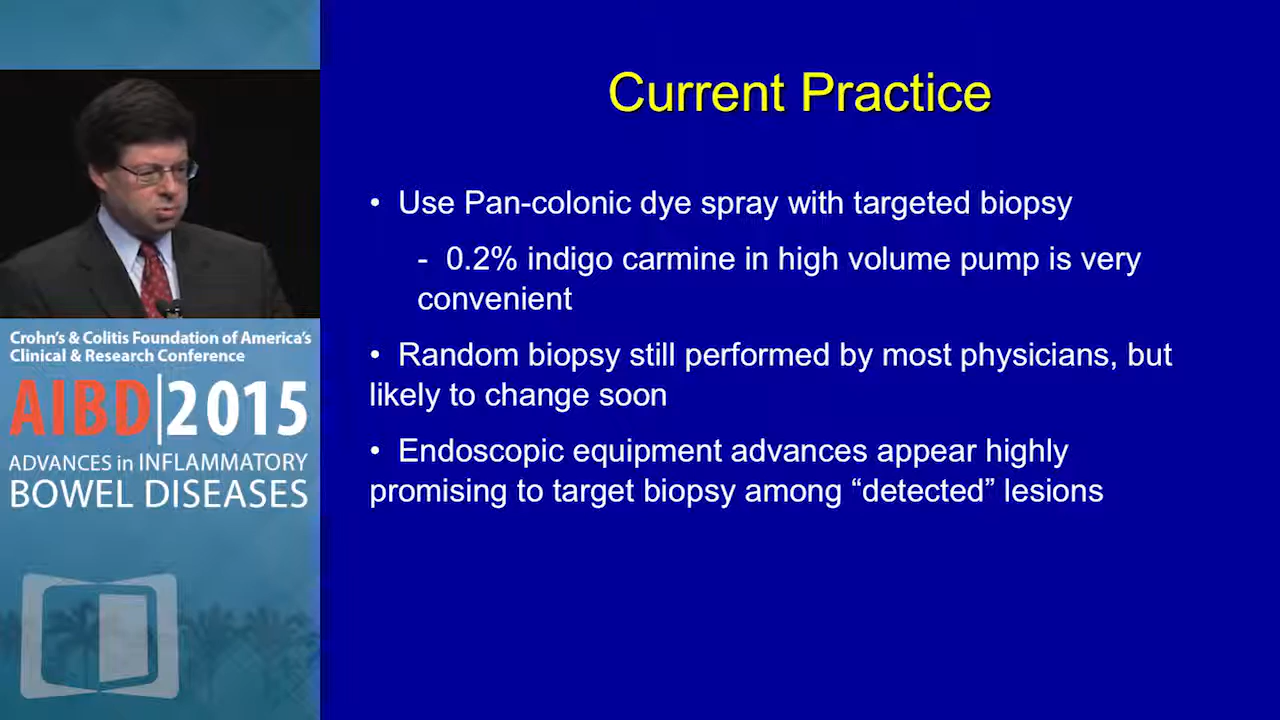 Current Practice
• Use Pan-colonic dye spray with targeted biopsy
- 0.2% indigo carmine in high volume pump is very
convenient
• Random biopsy still performed by most physicians, but
likely to change soon
• Endoscopic equipment advances appear highly
promising to target biopsy among “detected” lesions
Crohn's & Colitis Foundation of America's
Clinical & Research Conference
AIBD|2015
ADVANCES in INFLAMMATORY
BOWEL DISEASES